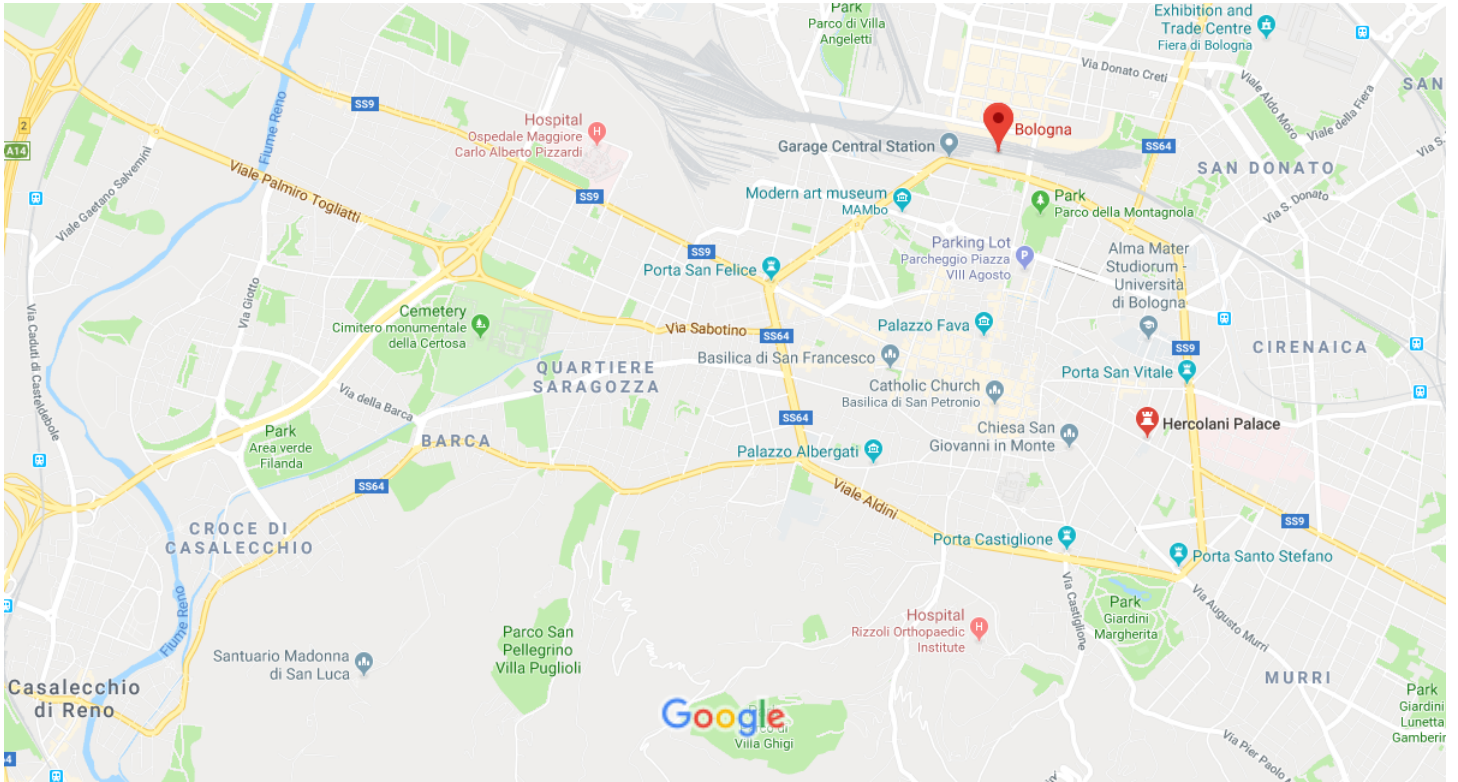 Park
Parco di Villa
Angeletti
Exhibition and
Trade Centre
Fiera di Bologna
Via Donato Creti
Viale Aldo Moro
Viale della Fiera
SAN
Via S.
SAN DONATO
Via S. Donato
SS64
Bologna
Garage Central Station
Hospital
Ospedale Maggiore
Carlo Alberto Pizzardi
SS9
Fiume Reno
2
A14
Viale Gaetano Salvemini
Viale Palmiro Togliatti
SS9
Modern art museum
MAMbo
Park
Parco della Montagnola
Parking Lot
Parcheggio Piazza
VIII Agosto
Alma Mater
Studiorum -
Università
di Bologna
SS9
Porta San Felice
Via Giotto
Cemetery
Cimitero monumentale
della Certosa
Via Sabotino
SS64
Palazzo Fava
Basilica di San Francesco
SS9
CIRENAICA
Porta San Vitale
Via Caduti di Casteldebole
QUARTIERE
SARAGOZZA
Catholic Church
Basilica di San Petronio
Via della Barca
SS64
Hercolani Palace
Chiesa San
Giovanni in Monte
Park
Area verde
Filanda
BARCA
Palazzo Albergati
SS64
Viale Aldini
SS9
CROCE DI
CASALECCHIO
Porta Castiglione
Porta Santo Stefano
Fiume Reno
Via Castiglione
Via Augusto Murri
Park
Giardini
Margherita
Hospital
Rizzoli Orthopaedic
Institute
Parco San
Pellegrino
Villa Puglioli
Santuario Madonna
di San Luca
MURRI
Casalecchio
di Reno
Park
Giardini
Lunetta
Gamberin
Google
Villa Ghigi
Via Pier Paolo
4